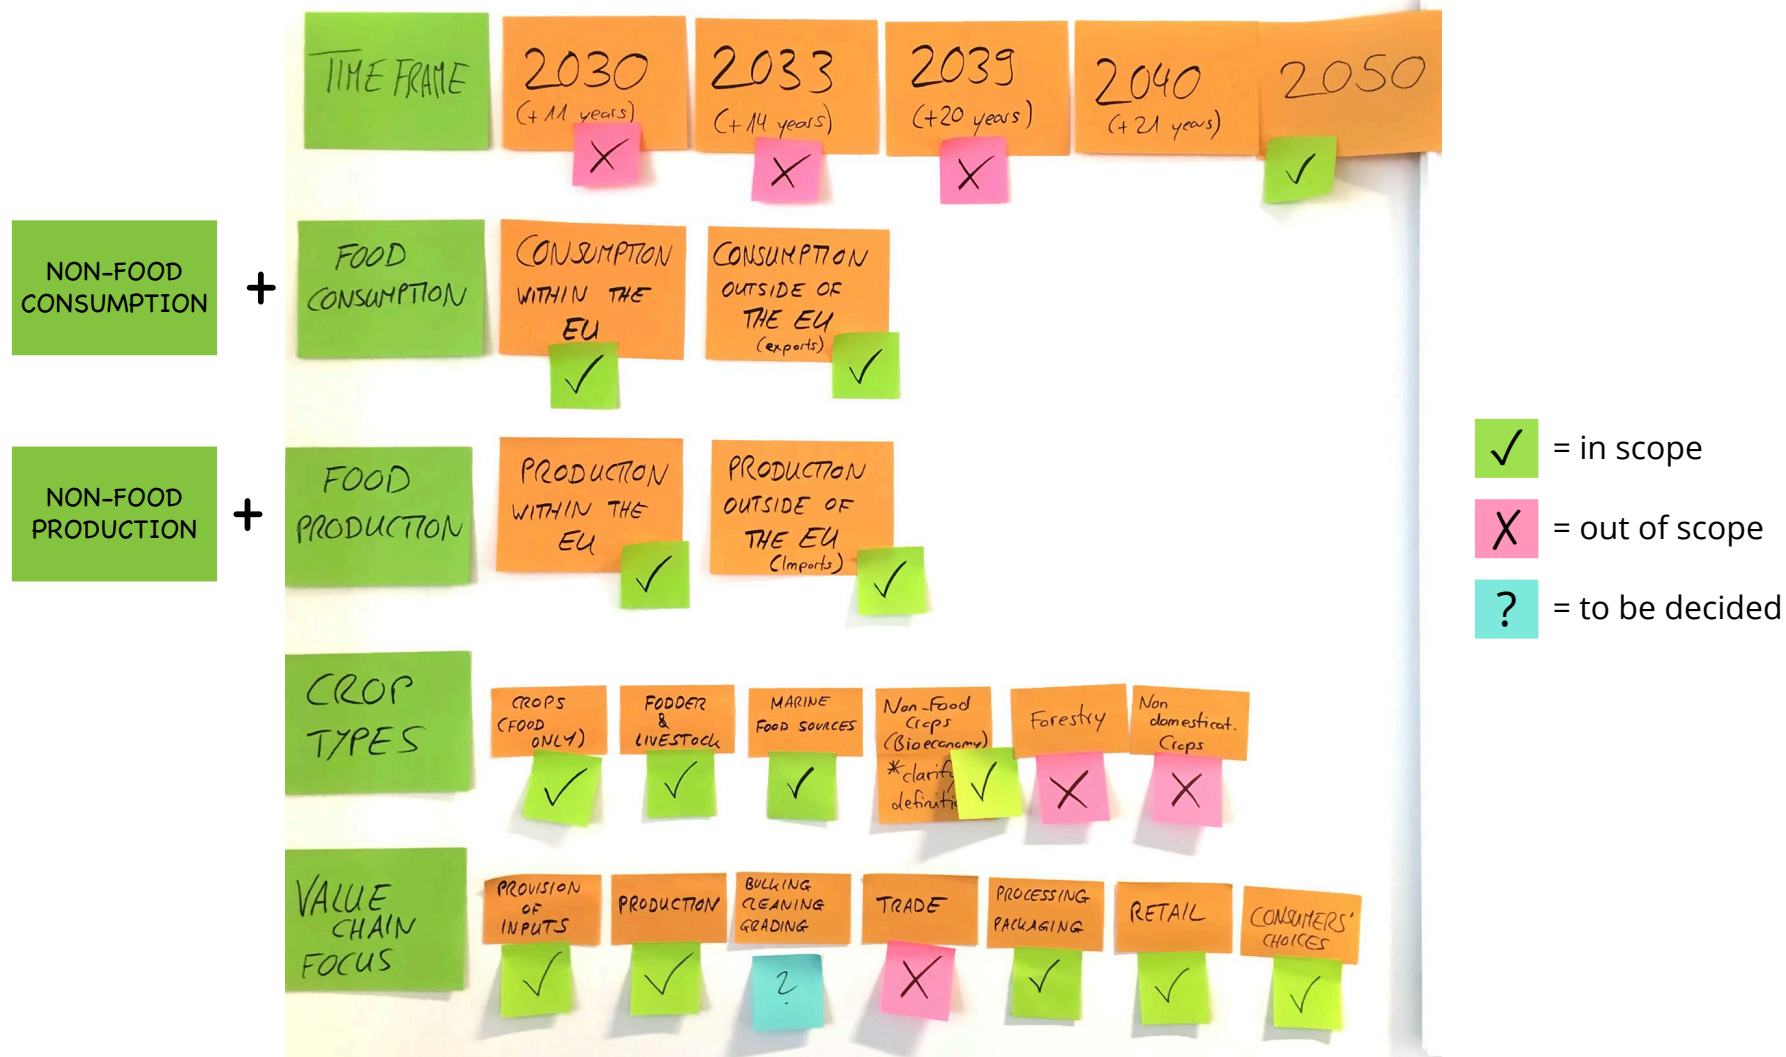 TIME FRAME
2030
(+11 years)
X
2033
(+14 years)
X
2039
(+20 years)
X
2040
(+21 years)
2050
✓
NON-FOOD
CONSUMPTION
+
FOOD
CONSUMPTION
CONSUMPTION
WITHIN THE
EU
✓
CONSUMPTION
OUTSIDE OF
THE EU
(exports)
✓
NON-FOOD
PRODUCTION
+
FOOD
PRODUCTION
PRODUCTION
WITHIN THE
EU
✓
PRODUCTION
OUTSIDE OF
THE EU
(Imports)
✓
✓ = in scope
X = out of scope
? = to be decided
CROP
TYPES
CROPS
(FOOD
ONLY)
✓
FODDER
&
LIVESTOCK
✓
MARINE
FOOD SOURCES
✓
Non-Food
Crops
(Bioeconomy)
*clarify
definiti
✓
Forestry
X
Non
domesticat.
Crops
X
VALUE
CHAIN
FOCUS
PROVISION
OF
INPUTS
✓
PRODUCTION
✓
BULKING
CLEANING
GRADING
?
TRADE
X
PROCESSING
PACKAGING
✓
RETAIL
✓
CONSUMERS'
CHOICES
✓